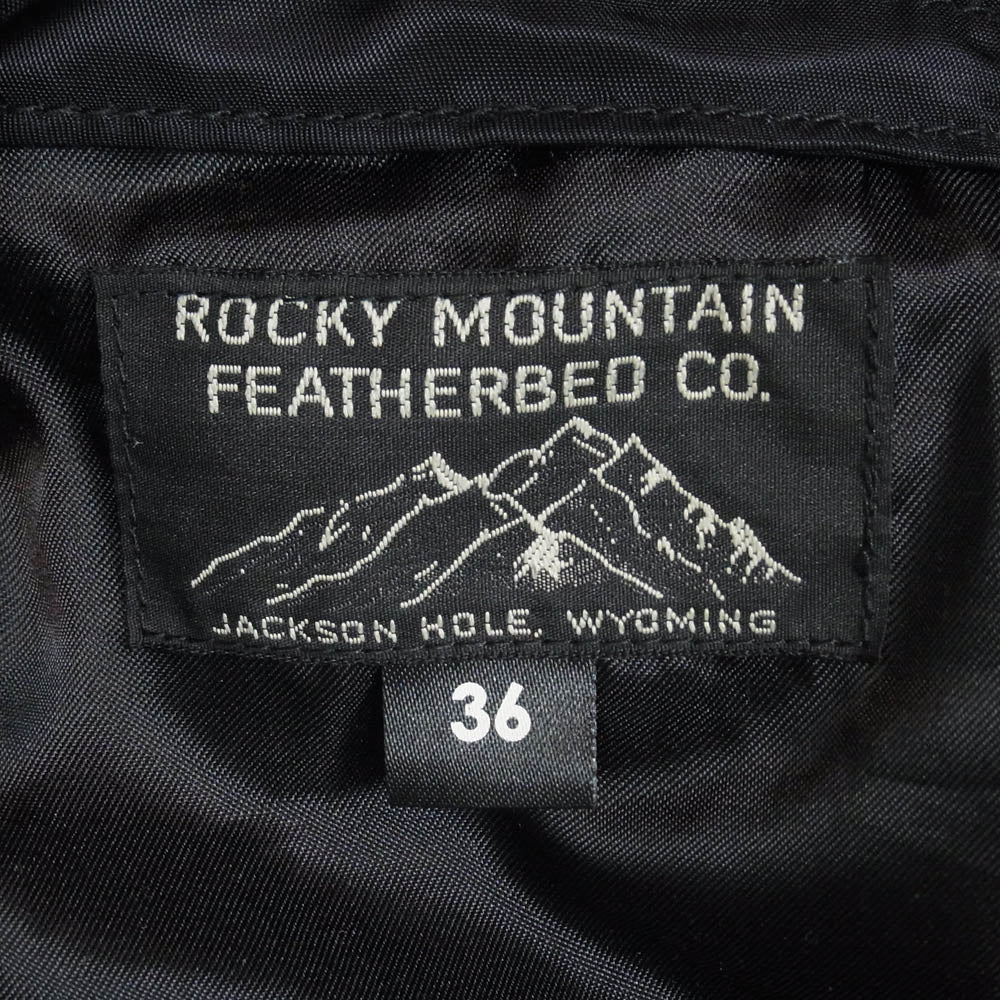 ROCKY MOUNTAIN
FEATHERBED CO.
JACKSON HOLE, WYOMING
36